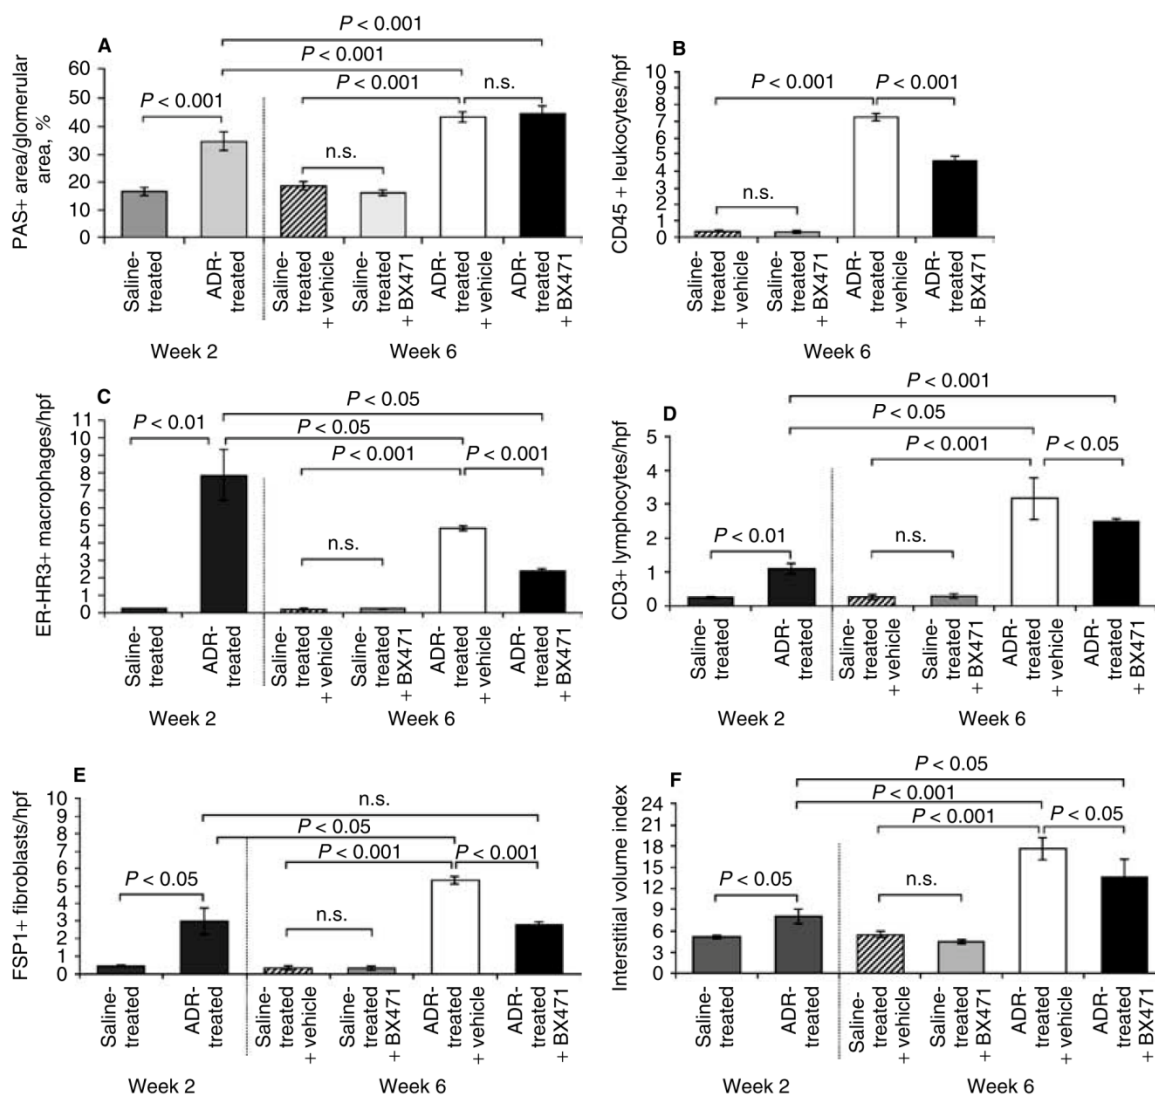 A
P < 0.001
P < 0.001
P < 0.001
n.s.
P < 0.001
n.s.
PAS+ area/glomerular
area, %
60
50
40
30
20
10
0
Saline-
treated
ADR-
treated
Saline-
treated
+ vehicle
Saline-
treated
+ BX471
ADR-
treated
+ vehicle
ADR-
treated
+ BX471
Week 2
Week 6
B
P < 0.001
P < 0.001
n.s.
CD45 + leukocytes/hpf
10
9
8
7
6
5
4
3
2
1
0
Saline-
treated
+ vehicle
Saline-
treated
+ BX471
ADR-
treated
+ vehicle
ADR-
treated
+ BX471
Week 6
C
P < 0.05
P < 0.01
P < 0.05
P < 0.001
P < 0.001
n.s.
ER-HR3+ macrophages/hpf
11
10
9
8
7
6
5
4
3
2
1
0
Saline-
treated
ADR-
treated
Saline-
treated
+ vehicle
Saline-
treated
+ BX471
ADR-
treated
+ vehicle
ADR-
treated
+ BX471
Week 2
Week 6
D
P < 0.001
P < 0.05
P < 0.001
P < 0.05
P < 0.01
n.s.
CD3+ lymphocytes/hpf
5
4
3
2
1
0
Saline-
treated
ADR-
treated
Saline-
treated
+ vehicle
Saline-
treated
+ BX471
ADR-
treated
+ vehicle
ADR-
treated
+ BX471
Week 2
Week 6
E
n.s.
P < 0.05
P < 0.001
P < 0.001
P < 0.05
n.s.
FSP1+ fibroblasts/hpf
10
9
8
7
6
5
4
3
2
1
0
Saline-
treated
ADR-
treated
Saline-
treated
+ vehicle
Saline-
treated
+ BX471
ADR-
treated
+ vehicle
ADR-
treated
+ BX471
Week 2
Week 6
F
P < 0.05
P < 0.001
P < 0.001
P < 0.05
P < 0.05
n.s.
Interstitial volume index
24
21
18
15
12
9
6
3
0
Saline-
treated
ADR-
treated
Saline-
treated
+ vehicle
Saline-
treated
+ BX471
ADR-
treated
+ vehicle
ADR-
treated
+ BX471
Week 2
Week 6